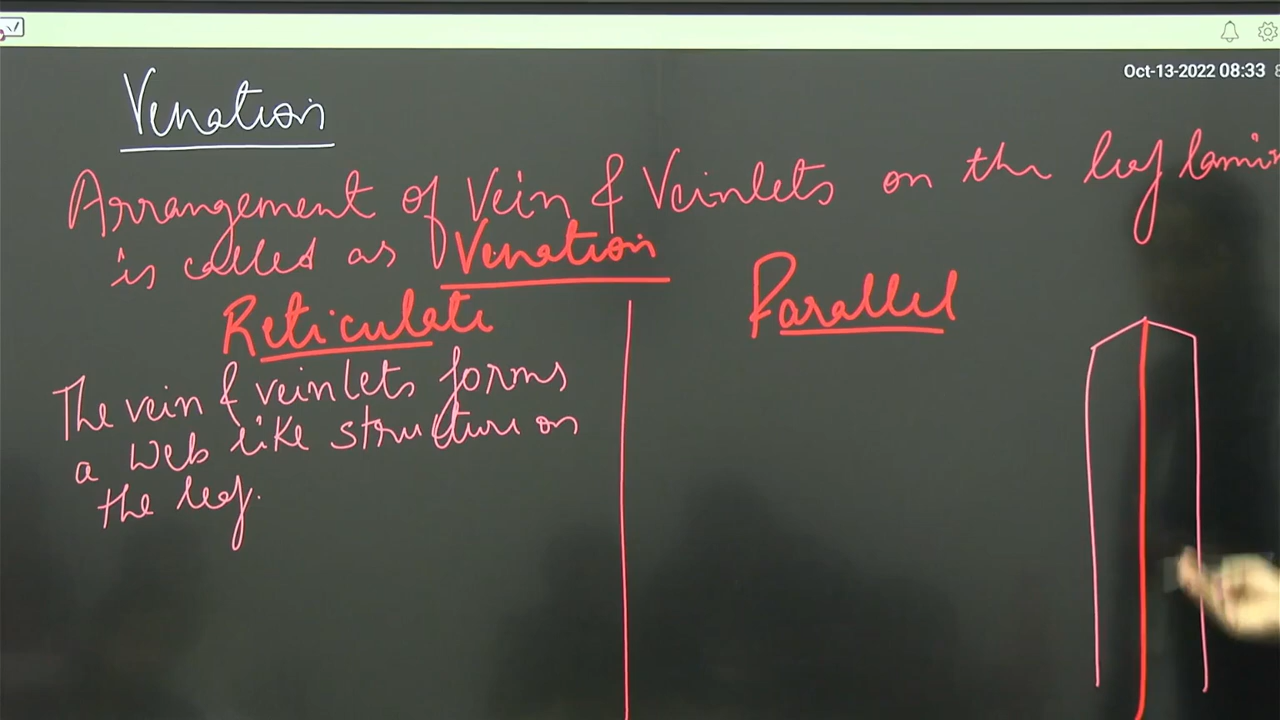 Oct-13-2022 08:33
Venation
Arrangement of Vein & Veinlets on the leaf
is called as Venation
Reticulate
Parallel
The vein & veinlets forms
a web like structure on
the leaf.